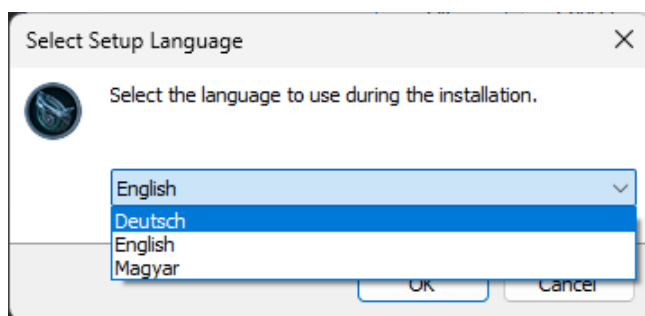 Select Setup Language
Select the language to use during the installation.
English
Deutsch
English
Magyar
OK
Cancel